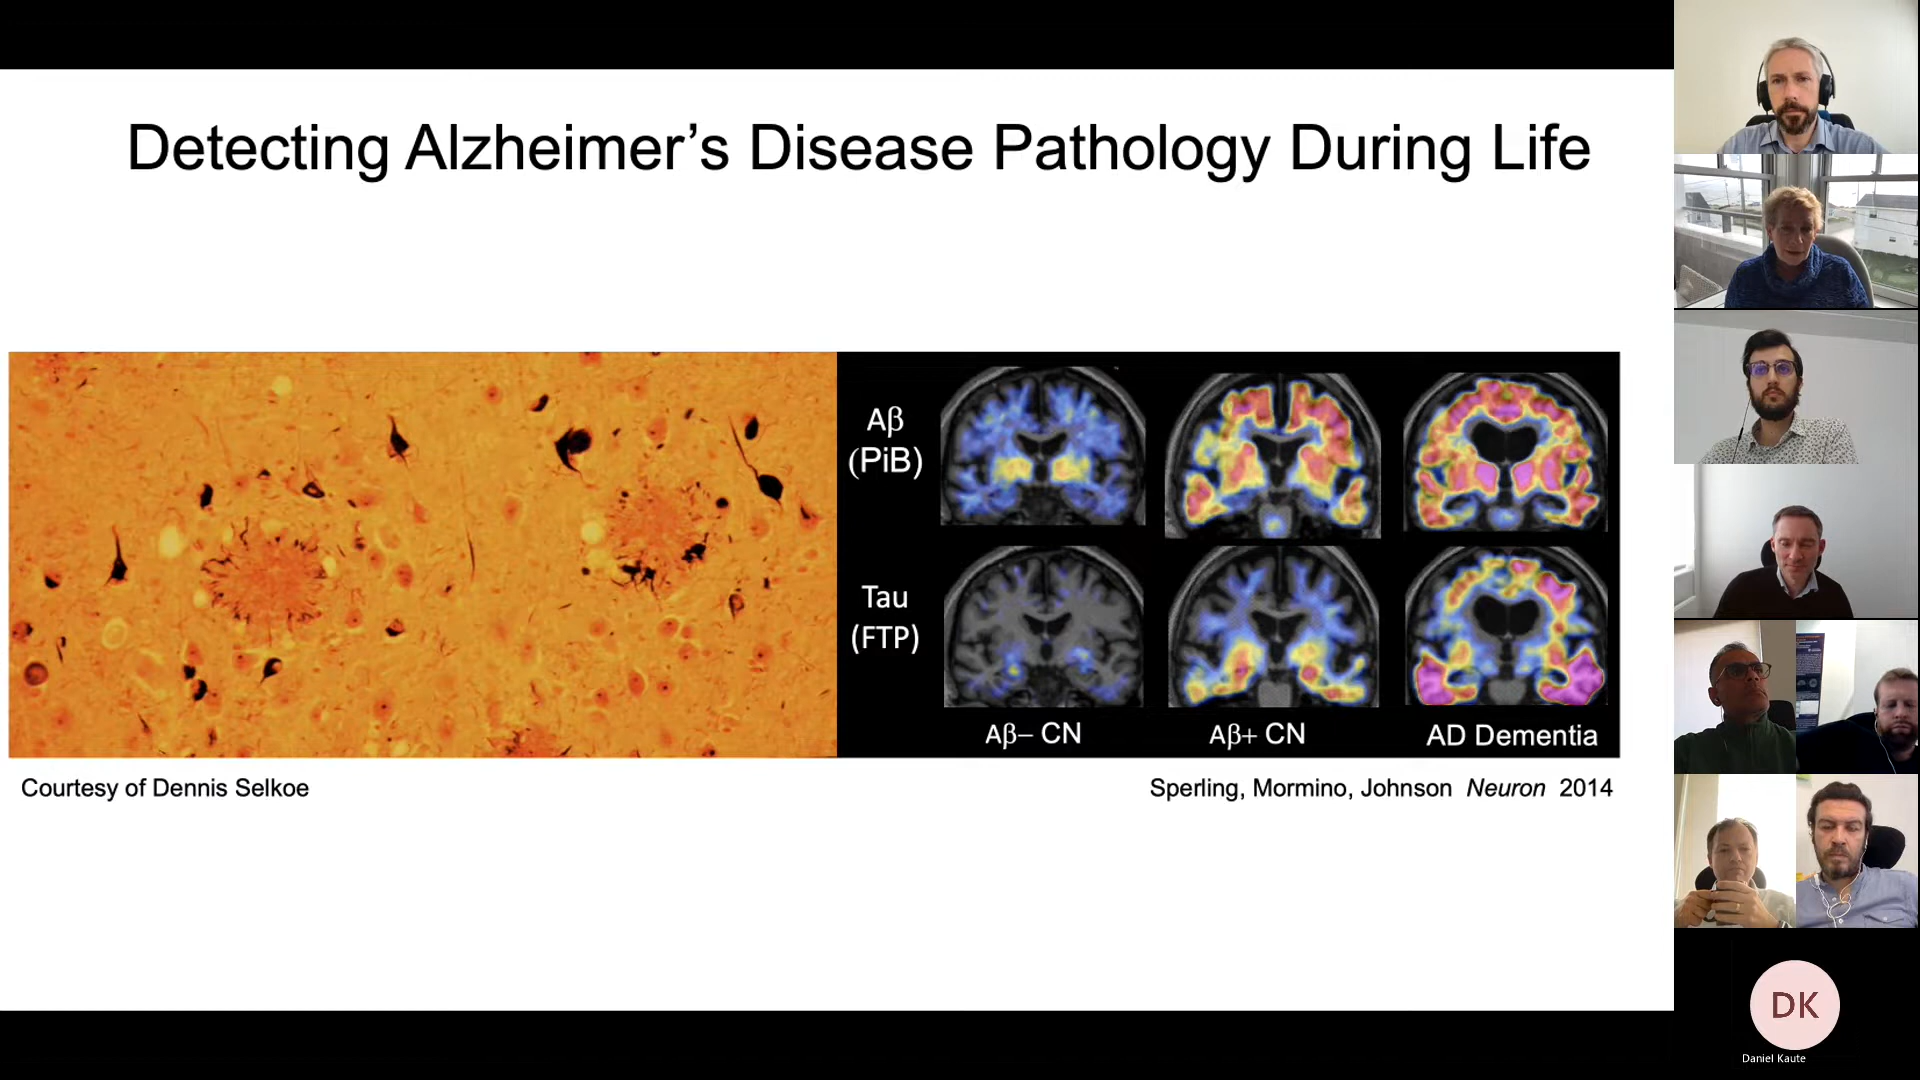 Detecting Alzheimer’s Disease Pathology During Life
Aβ
(PiB)
Tau
(FTP)
Aβ– CN
Aβ+ CN
AD Dementia
Courtesy of Dennis Selkoe
Sperling, Mormino, Johnson Neuron 2014
DK
Daniel Kaute